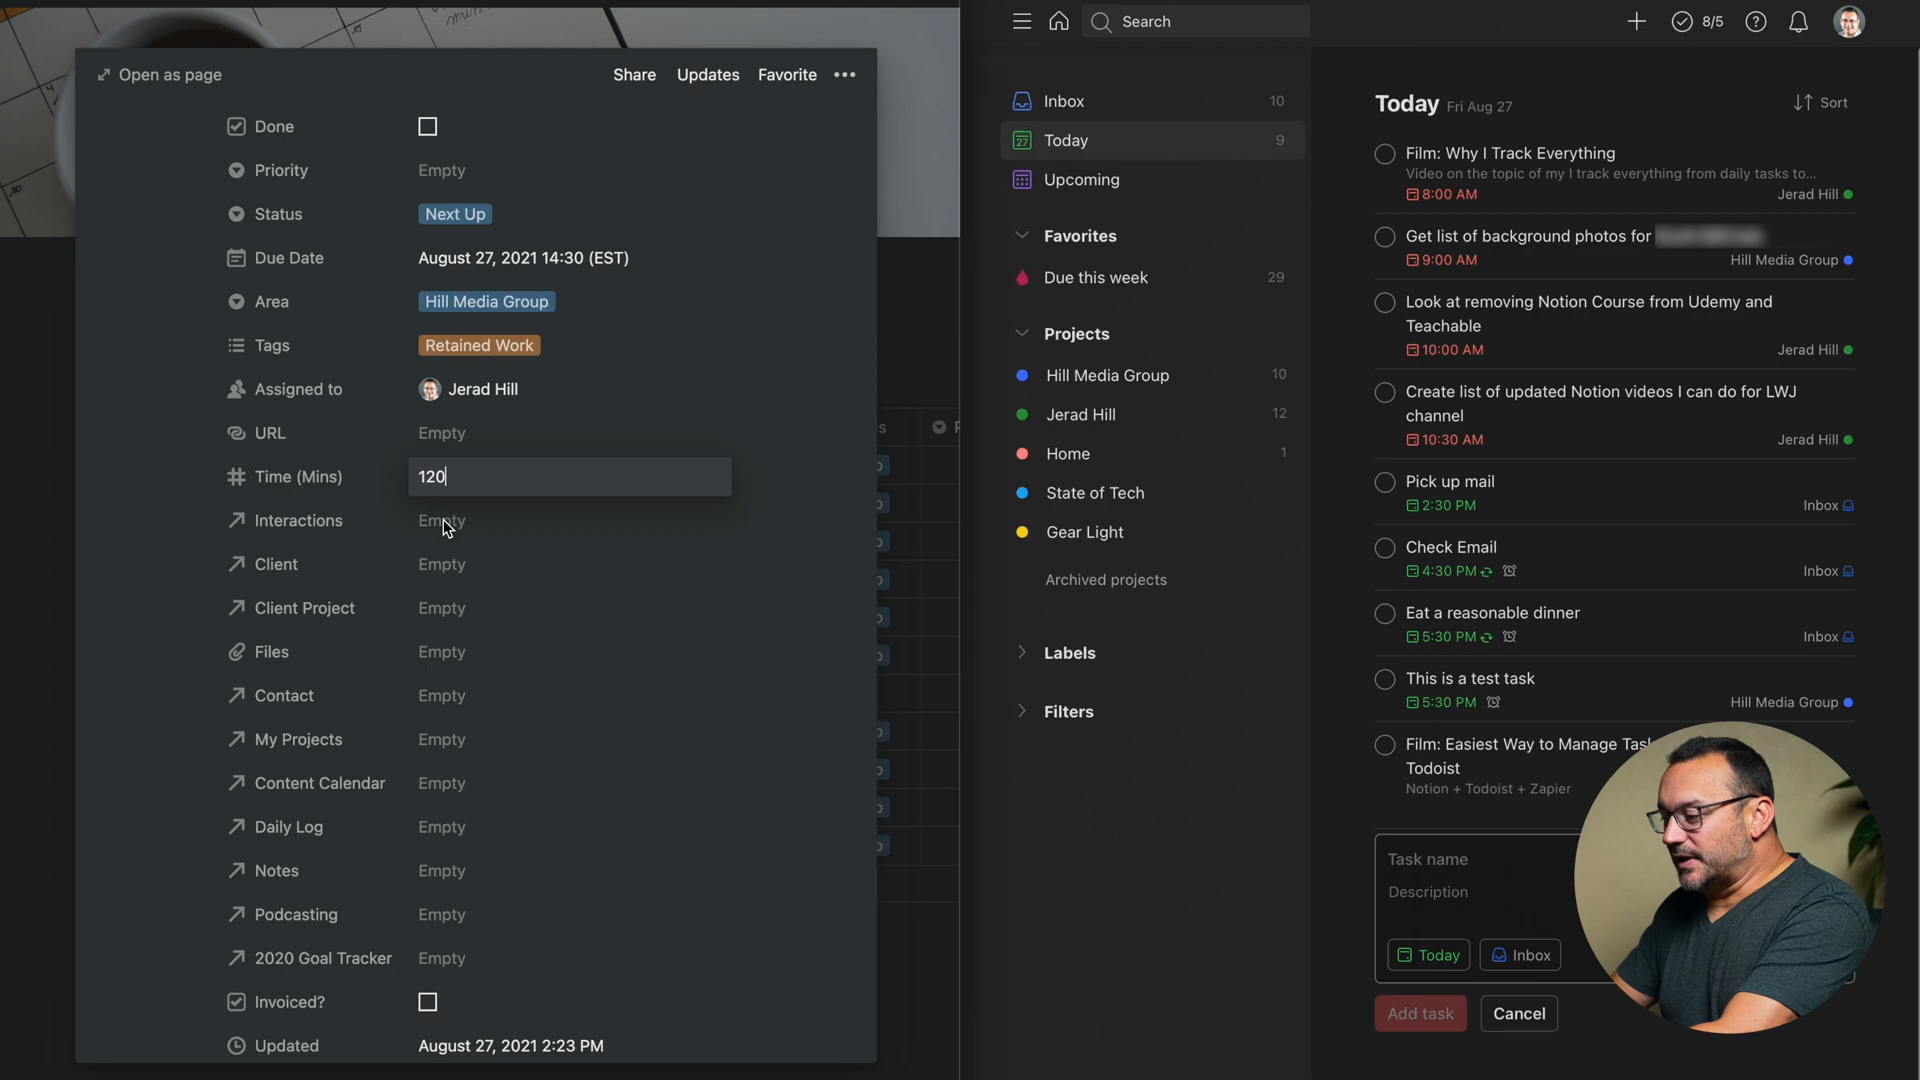 Open as page
Share Updates Favorite •••
Done
Priority Empty
Status Next Up
Due Date August 27, 2021 14:30 (EST)
Area Hill Media Group
Tags Retained Work
Assigned to Jerad Hill
URL Empty
Time (Mins) 120
Interactions Empty
Client Empty
Client Project Empty
Files Empty
Contact Empty
My Projects Empty
Content Calendar Empty
Daily Log Empty
Notes Empty
Podcasting Empty
2020 Goal Tracker Empty
Invoiced?
Updated August 27, 2021 2:23 PM
Search
8/5
Inbox 10
27 Today 9
Upcoming
Favorites
Due this week 29
Projects
Hill Media Group 10
Jerad Hill 12
Home 1
State of Tech
Gear Light
Archived projects
Labels
Filters
Today Fri Aug 27
Sort
Film: Why I Track Everything
Video on the topic of my I track everything from daily tasks to...
8:00 AM Jerad Hill
Get list of background photos for
9:00 AM Hill Media Group
Look at removing Notion Course from Udemy and
Teachable
10:00 AM Jerad Hill
Create list of updated Notion videos I can do for LWJ
channel
10:30 AM Jerad Hill
Pick up mail
2:30 PM Inbox
Check Email
4:30 PM Inbox
Eat a reasonable dinner
5:30 PM Inbox
This is a test task
5:30 PM Hill Media Group
Film: Easiest Way to Manage
Todoist
Notion + Todoist + Zapier
Task name
Description
Today Inbox
Add task Cancel